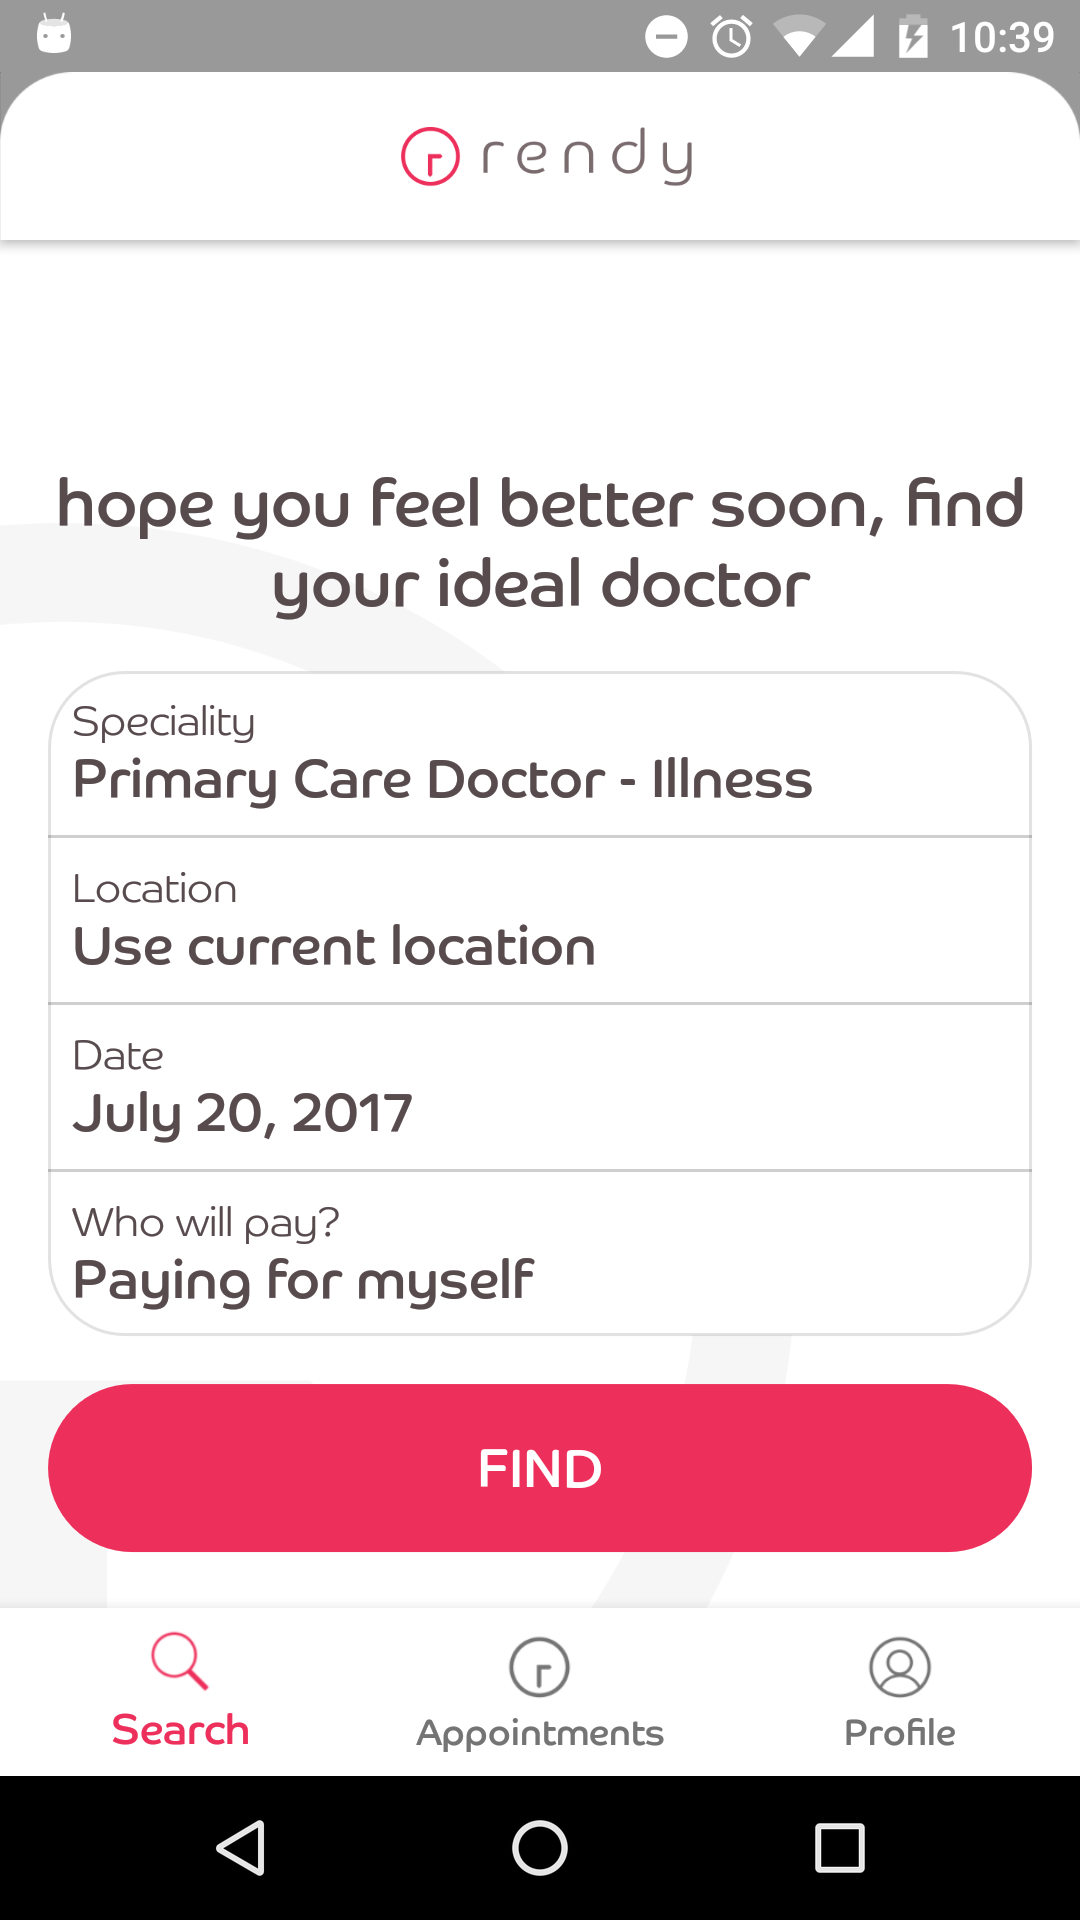 10:39
rendy
hope you feel better soon, find
your ideal doctor
Speciality
Primary Care Doctor - Illness
Location
Use current location
Date
July 20, 2017
Who will pay?
Paying for myself
FIND
Search
Appointments
Profile